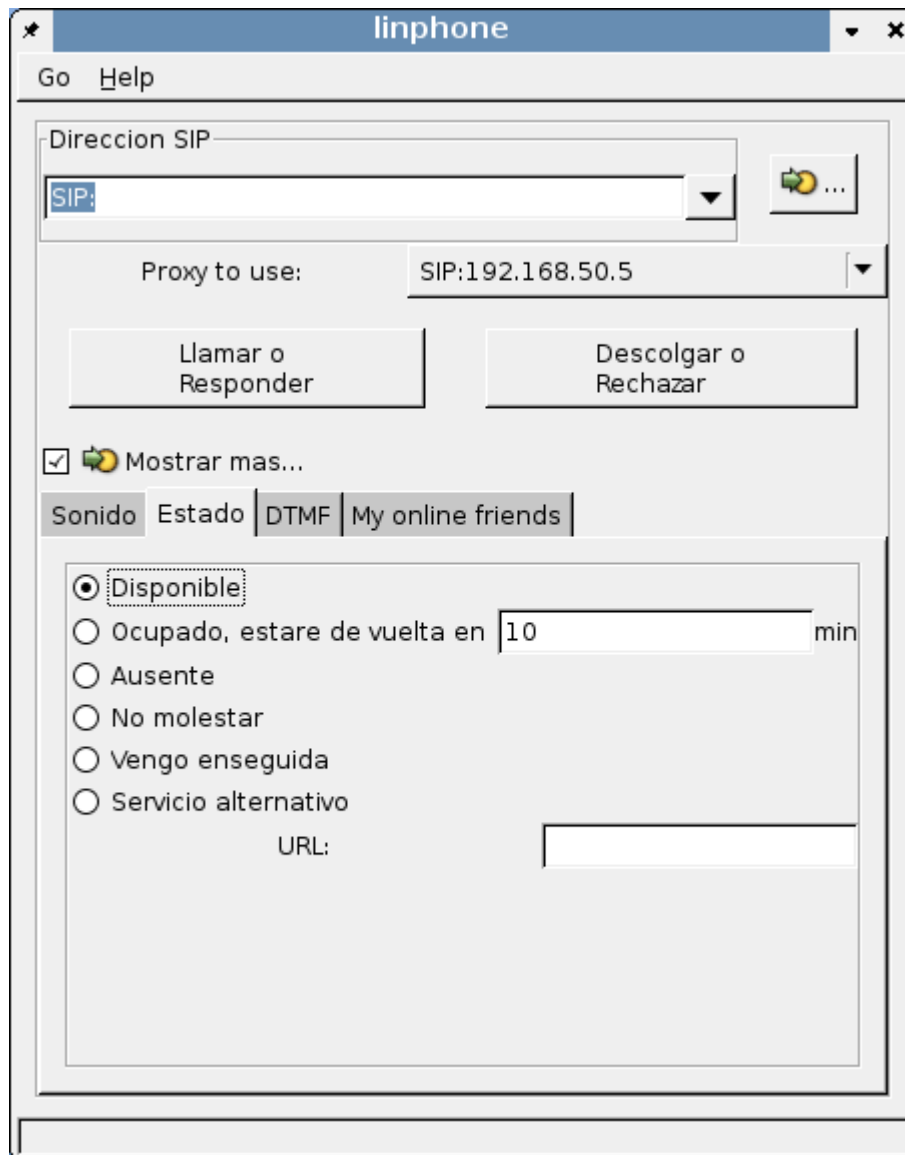 linphone
Go Help
Direccion SIP
SIP:
...
Proxy to use: SIP:192.168.50.5
Llamar o
Responder
Descolgar o
Rechazar
Mostrar mas...
Sonido Estado DTMF My online friends
Disponible
Ocupado, estare de vuelta en 10 min
Ausente
No molestar
Vengo enseguida
Servicio alternativo
URL: